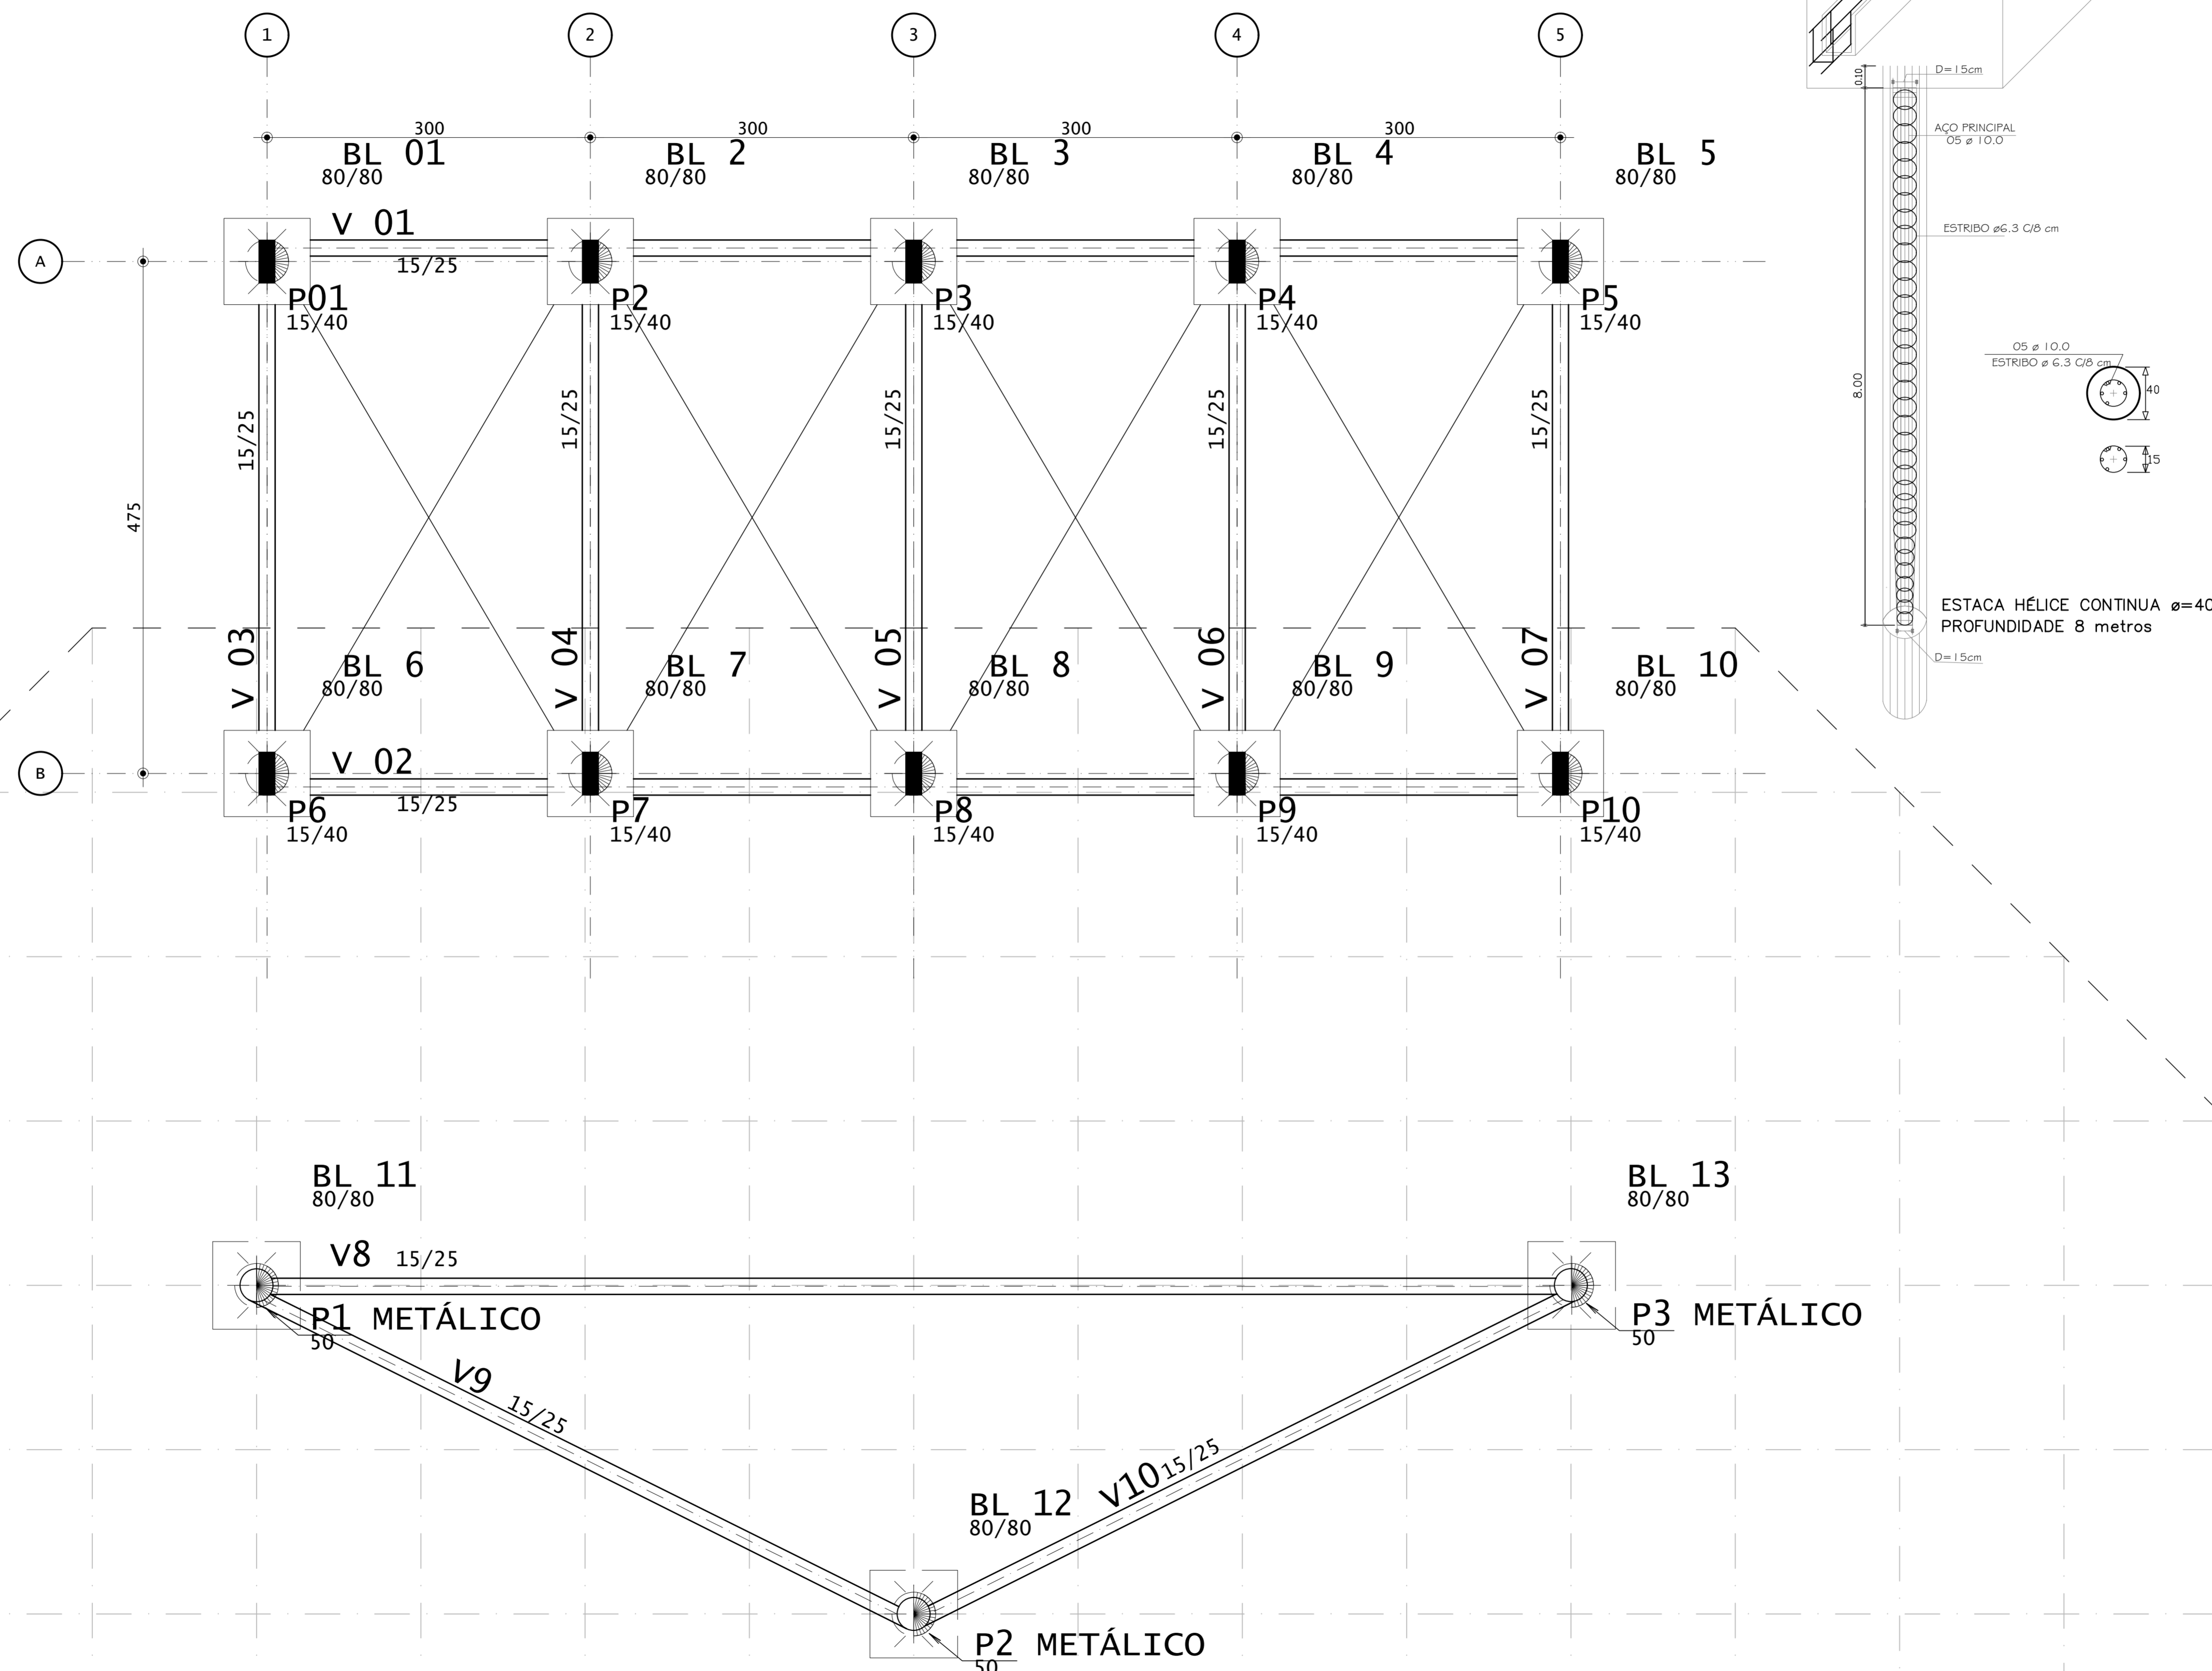 1
2
3
4
5
300
300
300
300
BL 01
80/80
BL 2
80/80
BL 3
80/80
BL 4
80/80
BL 5
80/80
A
V 01
15/25
P01
15/40
P2
15/40
P3
15/40
P4
15/40
P5
15/40
475
15/25
15/25
15/25
15/25
15/25
V 03
V 04
V 05
V 06
V 07
BL 6
80/80
BL 7
80/80
BL 8
80/80
BL 9
80/80
BL 10
80/80
B
V 02
15/25
P6
15/40
P7
15/40
P8
15/40
P9
15/40
P10
15/40
0.10
D=15cm
AÇO PRINCIPAL
05 ø 10.0
ESTRIBO ø6.3 C/8 cm
8.00
05 ø 10.0
ESTRIBO ø 6.3 C/8 cm
40
15
ESTACA HÉLICE CONTINUA ø=40
PROFUNDIDADE 8 metros
D=15cm
BL 11
80/80
V8 15/25
P1 METÁLICO
50
BL 13
80/80
P3 METÁLICO
50
V9 15/25
V10 15/25
BL 12
80/80
P2 METÁLICO
50